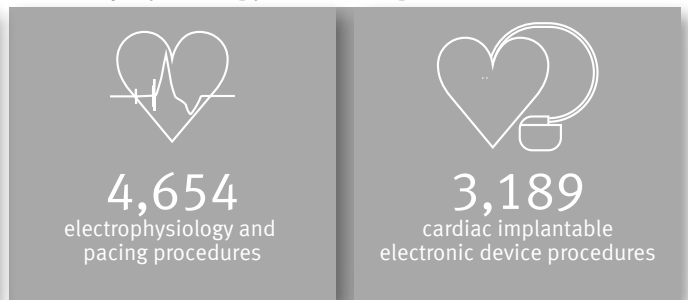 4,654
electrophysiology and
pacing procedures
3,189
cardiac implantable
electronic device procedures